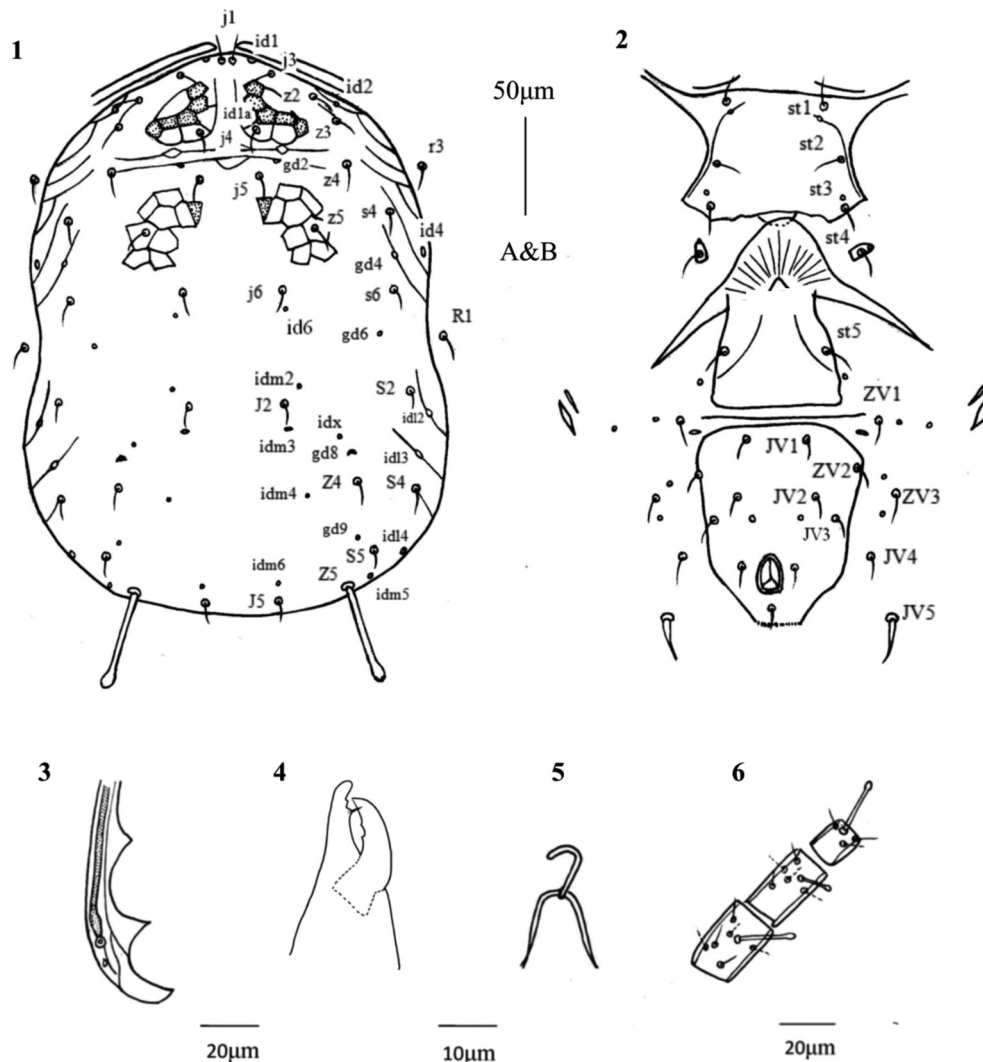 1
j1
id1
j3
id2
z2
id1a
z3
j4
r3
gd2
z4
j5
z5
s4
id4
gd4
j6
s6
id6
R1
gd6
idm2
S2
J2
idl2
idx
idm3
gd8
idl3
Z4
S4
idm4
gd9
idl4
S5
idm6
Z5
idm5
J5
50μm
A&B
2
st1
st2
st3
st4
st5
ZV1
JV1
ZV2
JV2
ZV3
JV3
JV4
JV5
3
4
5
6
20μm
10μm
20μm